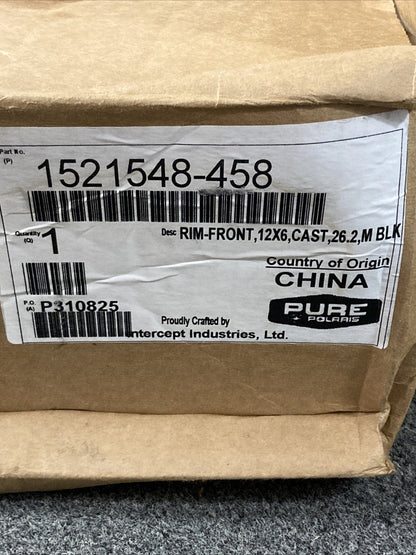 Part No.
(P)
1521548-458
Quantity
(Q)
1
Desc RIM-FRONT,12X6,CAST,26.2,M BLK
Country of Origin
CHINA
P.O.
(A)
P310825
PURE
POLARIS
Proudly Crafted by
Intercept Industries, Ltd.